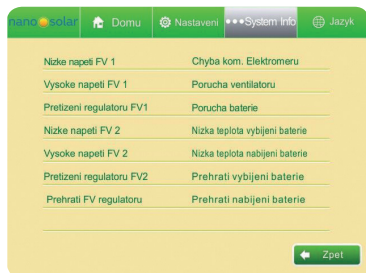 nano solar Domu Nastaveni System Info Jazyk
Nizke napeti FV 1 Chyba kom. Elektromeru
Vysoke napeti FV 1 Porucha ventilatoru
Pretizeni regulatoru FV1 Porucha baterie
Nizke napeti FV 2 Nizka teplota vybijeni baterie
Vysoke napeti FV 2 Nizka teplota nabijeni baterie
Pretizeni regulatoru FV2 Prehrati vybijeni baterie
Prehrati FV regulatoru Prehrati nabijeni baterie
Zpet